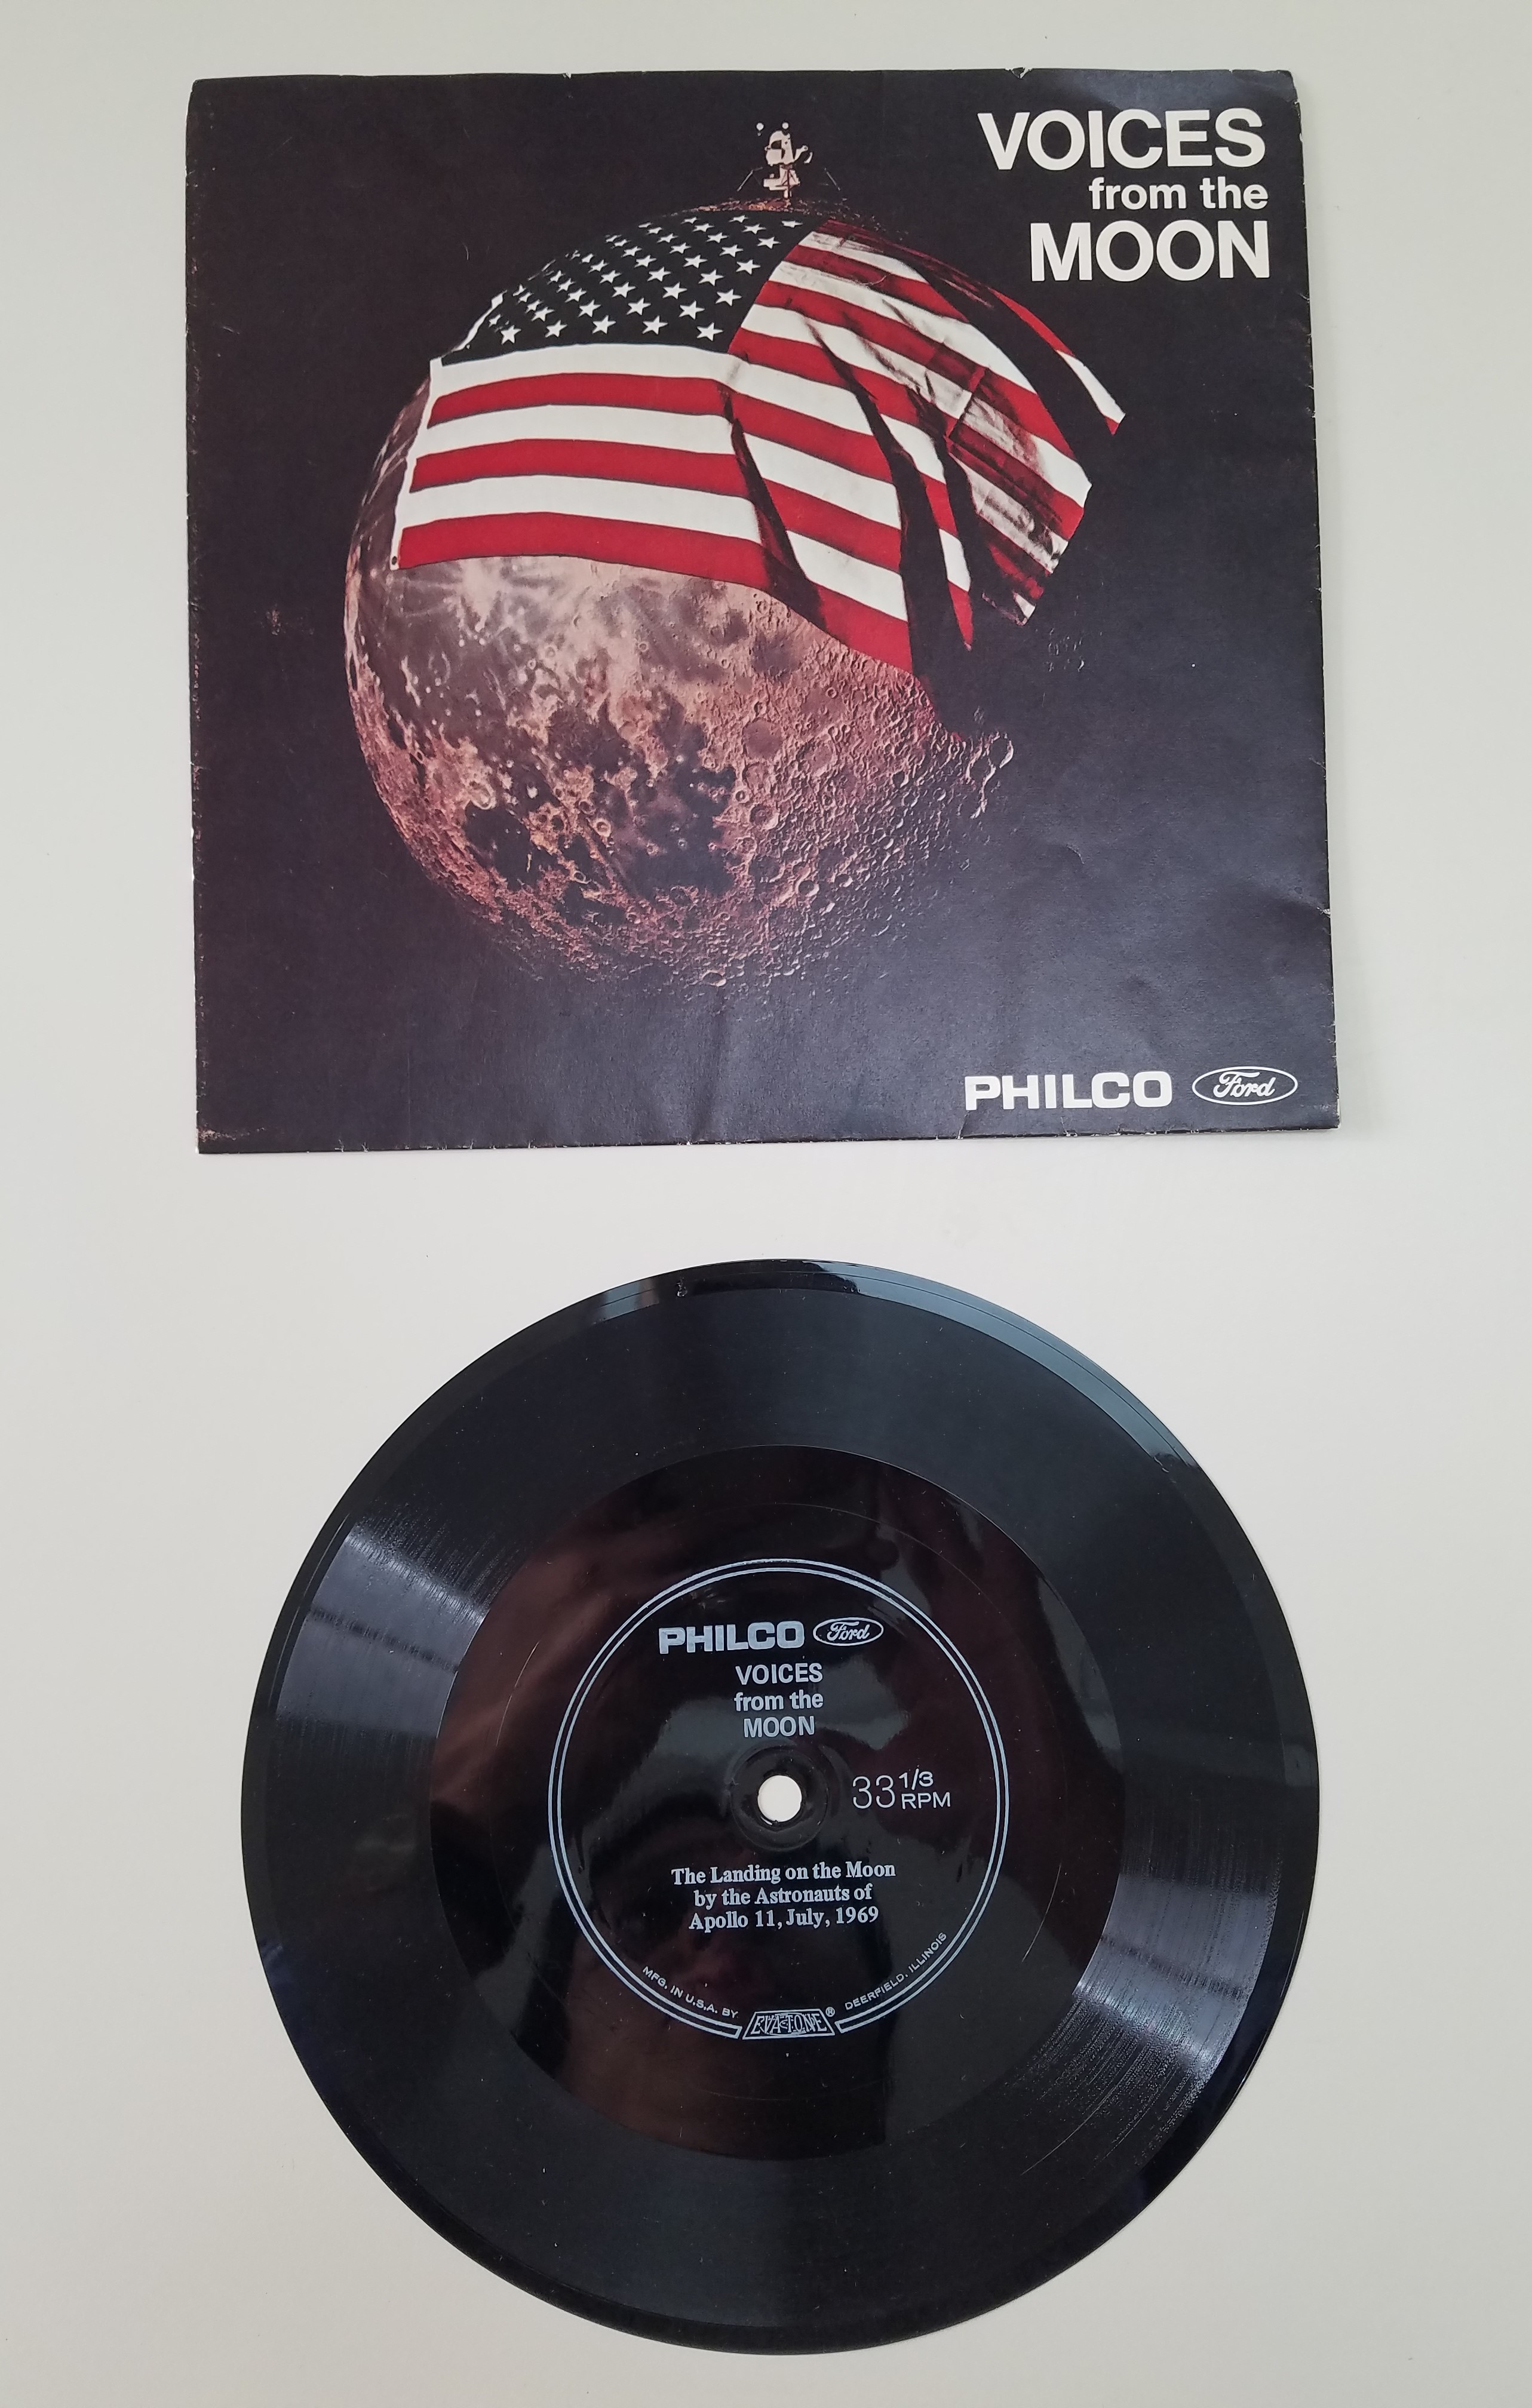 VOICES
from the
MOON
PHILCO Ford
PHILCO Ford
VOICES
from the
MOON
33 1/3
RPM
The Landing on the Moon
by the Astronauts of
Apollo 11, July, 1969
MFG. IN U.S.A. BY EVA-TONE® DEERFIELD, ILLINOIS